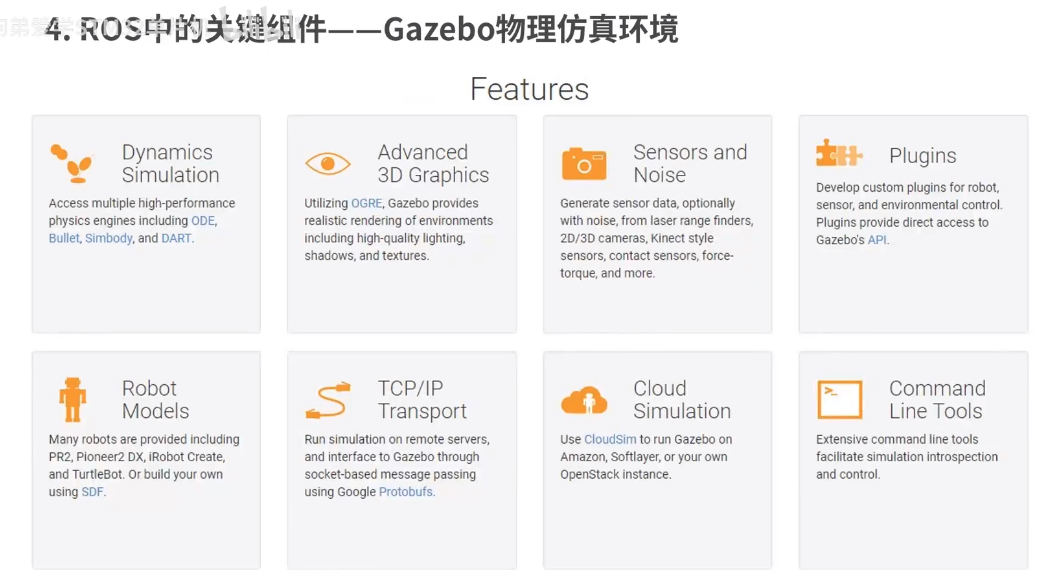 4. ROS中的关键组件——Gazebo物理仿真环境
Features
Dynamics
Simulation
Access multiple high-performance
physics engines including ODE,
Bullet, Simbody, and DART.
Advanced
3D Graphics
Utilizing OGRE, Gazebo provides
realistic rendering of environments
including high-quality lighting,
shadows, and textures.
Sensors and
Noise
Generate sensor data, optionally
with noise, from laser range finders,
2D/3D cameras, Kinect style
sensors, contact sensors, force-
torque, and more.
Plugins
Develop custom plugins for robot,
sensor, and environmental control.
Plugins provide direct access to
Gazebo's API.
Robot
Models
Many robots are provided including
PR2, Pioneer2 DX, iRobot Create,
and TurtleBot. Or build your own
using SDF.
TCP/IP
Transport
Run simulation on remote servers,
and interface to Gazebo through
socket-based message passing
using Google Protobufs.
Cloud
Simulation
Use CloudSim to run Gazebo on
Amazon, Softlayer, or your own
OpenStack instance.
Command
Line Tools
Extensive command line tools
facilitate simulation introspection
and control.